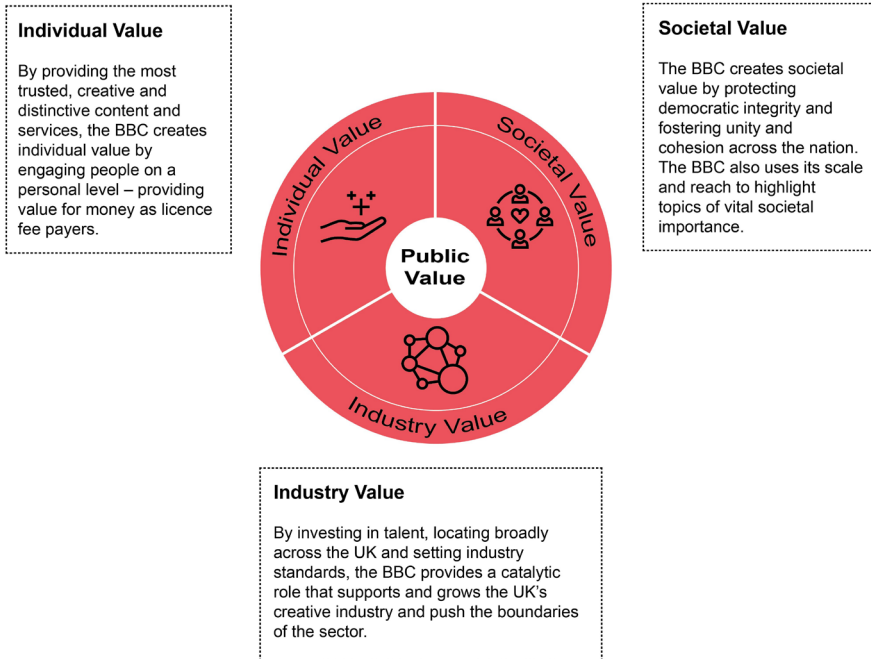 Individual Value
By providing the most
trusted, creative and
distinctive content and
services, the BBC creates
individual value by
engaging people on a
personal level – providing
value for money as licence
fee payers.
Societal Value
The BBC creates societal
value by protecting
democratic integrity and
fostering unity and
cohesion across the nation.
The BBC also uses its scale
and reach to highlight
topics of vital societal
importance.
Individual Value
Societal Value
Public
Value
Industry Value
Industry Value
By investing in talent, locating broadly
across the UK and setting industry
standards, the BBC provides a catalytic
role that supports and grows the UK's
creative industry and push the boundaries
of the sector.